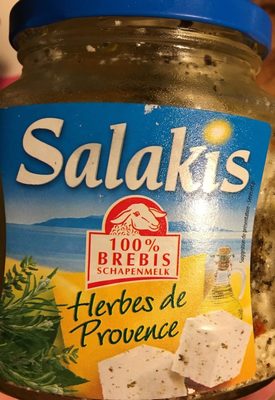 Salakis
100%
BREBIS
SCHAPENMELK
Herbes de
Provence